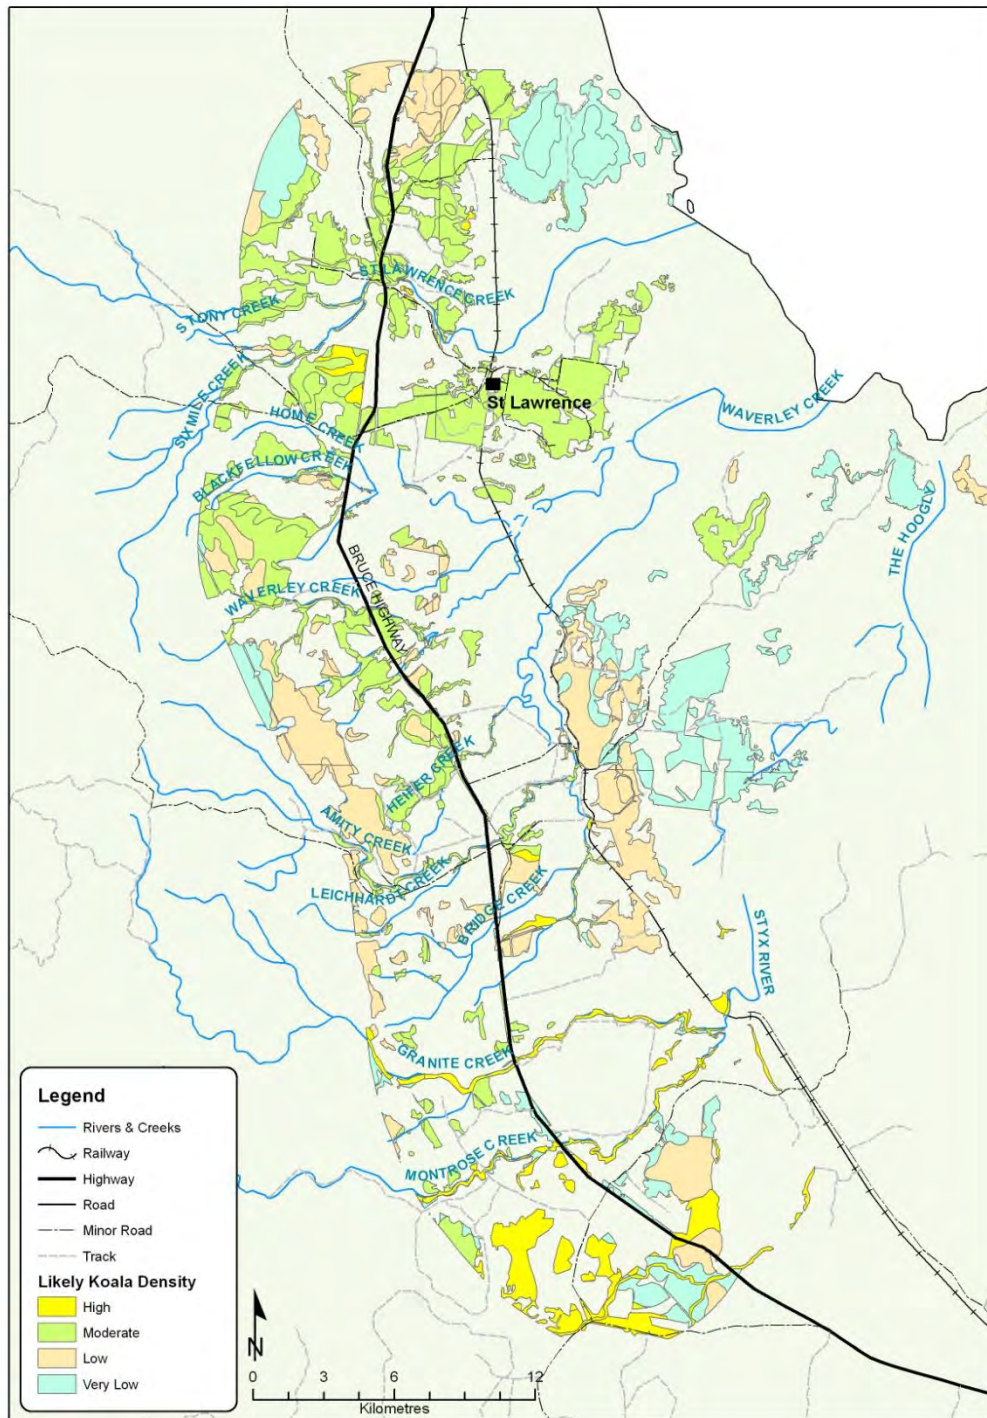 ST LAWRENCE CREEK
STONY CREEK
SIX MILE CREEK
St Lawrence
WAVERLEY CREEK
HOME CREEK
BLACKFELLOW CREEK
THE HOOGLY
BRUCE HIGHWAY
WAVERLEY CREEK
HEIFER CREEK
AMITY CREEK
LEICHHARDT CREEK
BRIDGE CREEK
STYX RIVER
GRANITE CREEK
MONTROSE CREEK
Legend
Rivers & Creeks
Railway
Highway
Road
Minor Road
Track
Likely Koala Density
High
Moderate
Low
Very Low
N
0 3 6 12
Kilometres